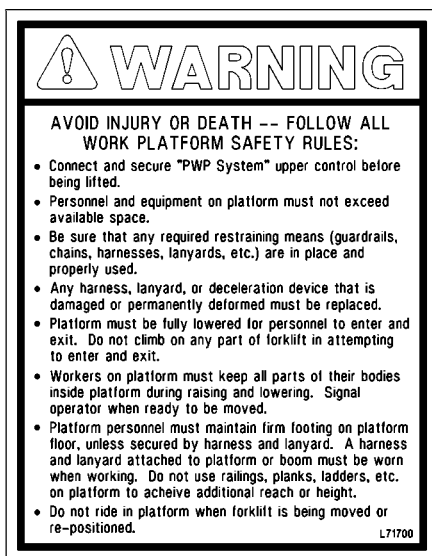 WARNING
AVOID INJURY OR DEATH -- FOLLOW ALL
WORK PLATFORM SAFETY RULES:
• Connect and secure "PWP System" upper control before
being lifted.
• Personnel and equipment on platform must not exceed
available space.
• Be sure that any required restraining means (guardrails,
chains, harnesses, lanyards, etc.) are in place and
properly used.
• Any harness, lanyard, or deceleration device that is
damaged or permanently deformed must be replaced.
• Platform must be fully lowered for personnel to enter and
exit. Do not climb on any part of forklift in attempting
to enter and exit.
• Workers on platform must keep all parts of their bodies
inside platform during raising and lowering. Signal
operator when ready to be moved.
• Platform personnel must maintain firm footing on platform
floor, unless secured by harness and lanyard. A harness
and lanyard attached to platform or boom must be worn
when working. Do not use railings, planks, ladders, etc.
on platform to acheive additional reach or height.
• Do not ride in platform when forklift is being moved or
re-positioned.
L71700